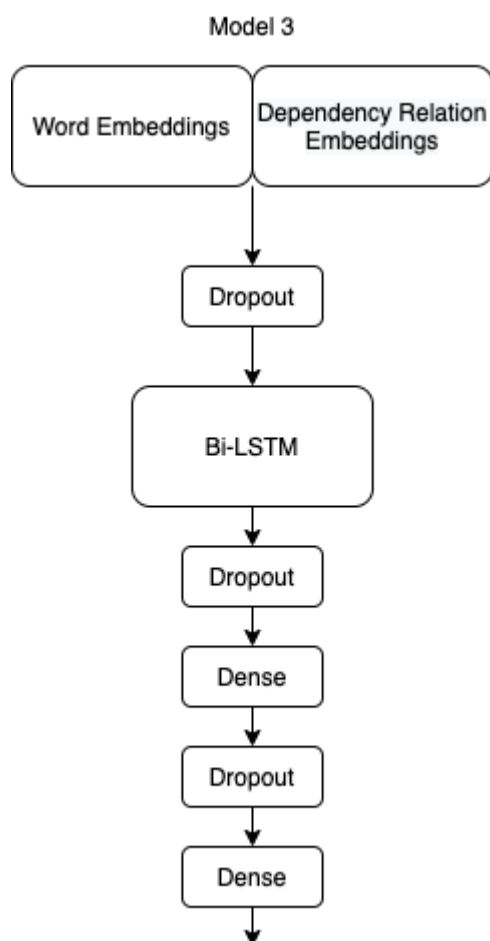 Model 3
Word Embeddings
Dependency Relation
Embeddings
Dropout
Bi-LSTM
Dropout
Dense
Dropout
Dense